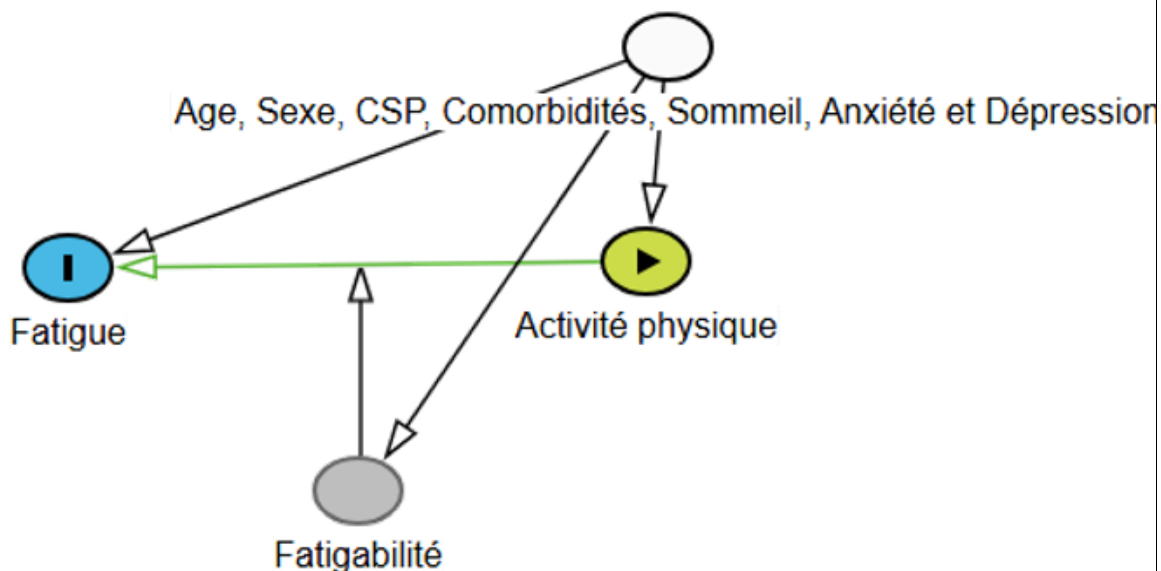 Age, Sexe, CSP, Comorbidités, Sommeil, Anxiété et Dépression
Fatigue
Activité physique
Fatigabilité